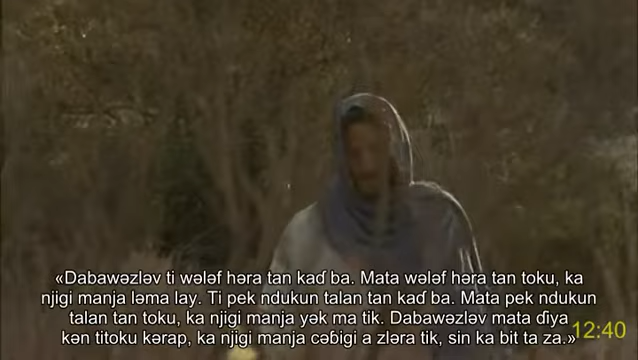 «Dabawəzləv ti wələf həra tan kaɗ ba. Mata wələf həra tan toku, ka
njigi manja ləma lay. Ti pek ndukun talan tan kaɗ ba. Mata pek ndukun
talan tan toku, ka njigi manja yək ma tik. Dabawəzləv mata ɗiya
kən titoku kərap, ka njigi manja cəɓigi a zləra tik, sin ka bit ta za.»
12:40